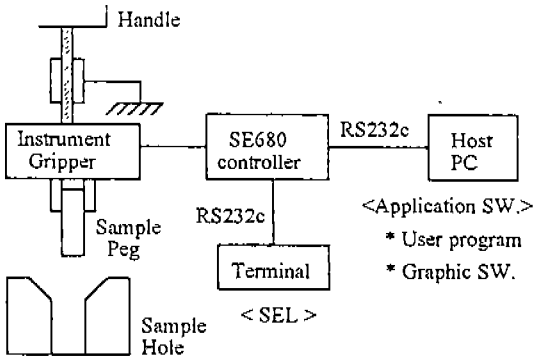 Handle
Instrument
Gripper
SE680
controller
RS232c
Host
PC
RS232c
<Application SW.>
* User program
* Graphic SW.
Sample
Peg
Terminal
< SEL >
Sample
Hole